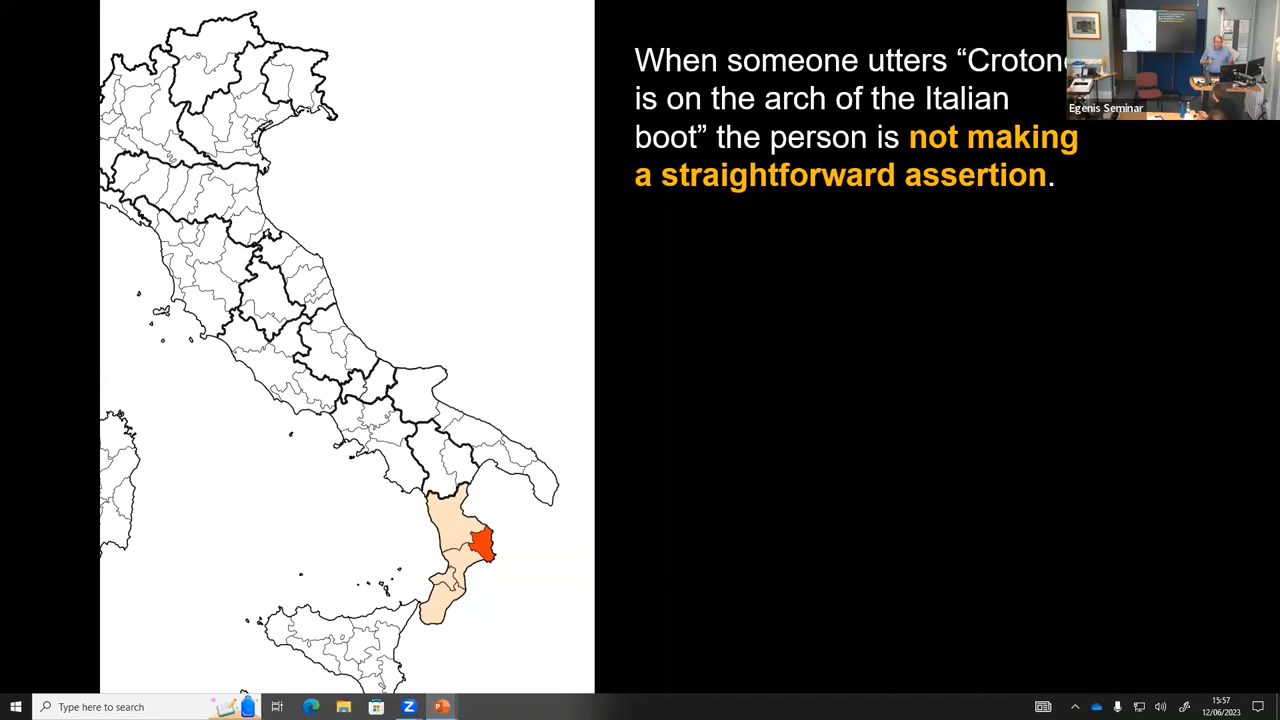 When someone utters “Crotone
is on the arch of the Italian
boot” the person is not making
a straightforward assertion.
Egenis Seminar
Type here to search
15:57
12/06/2023